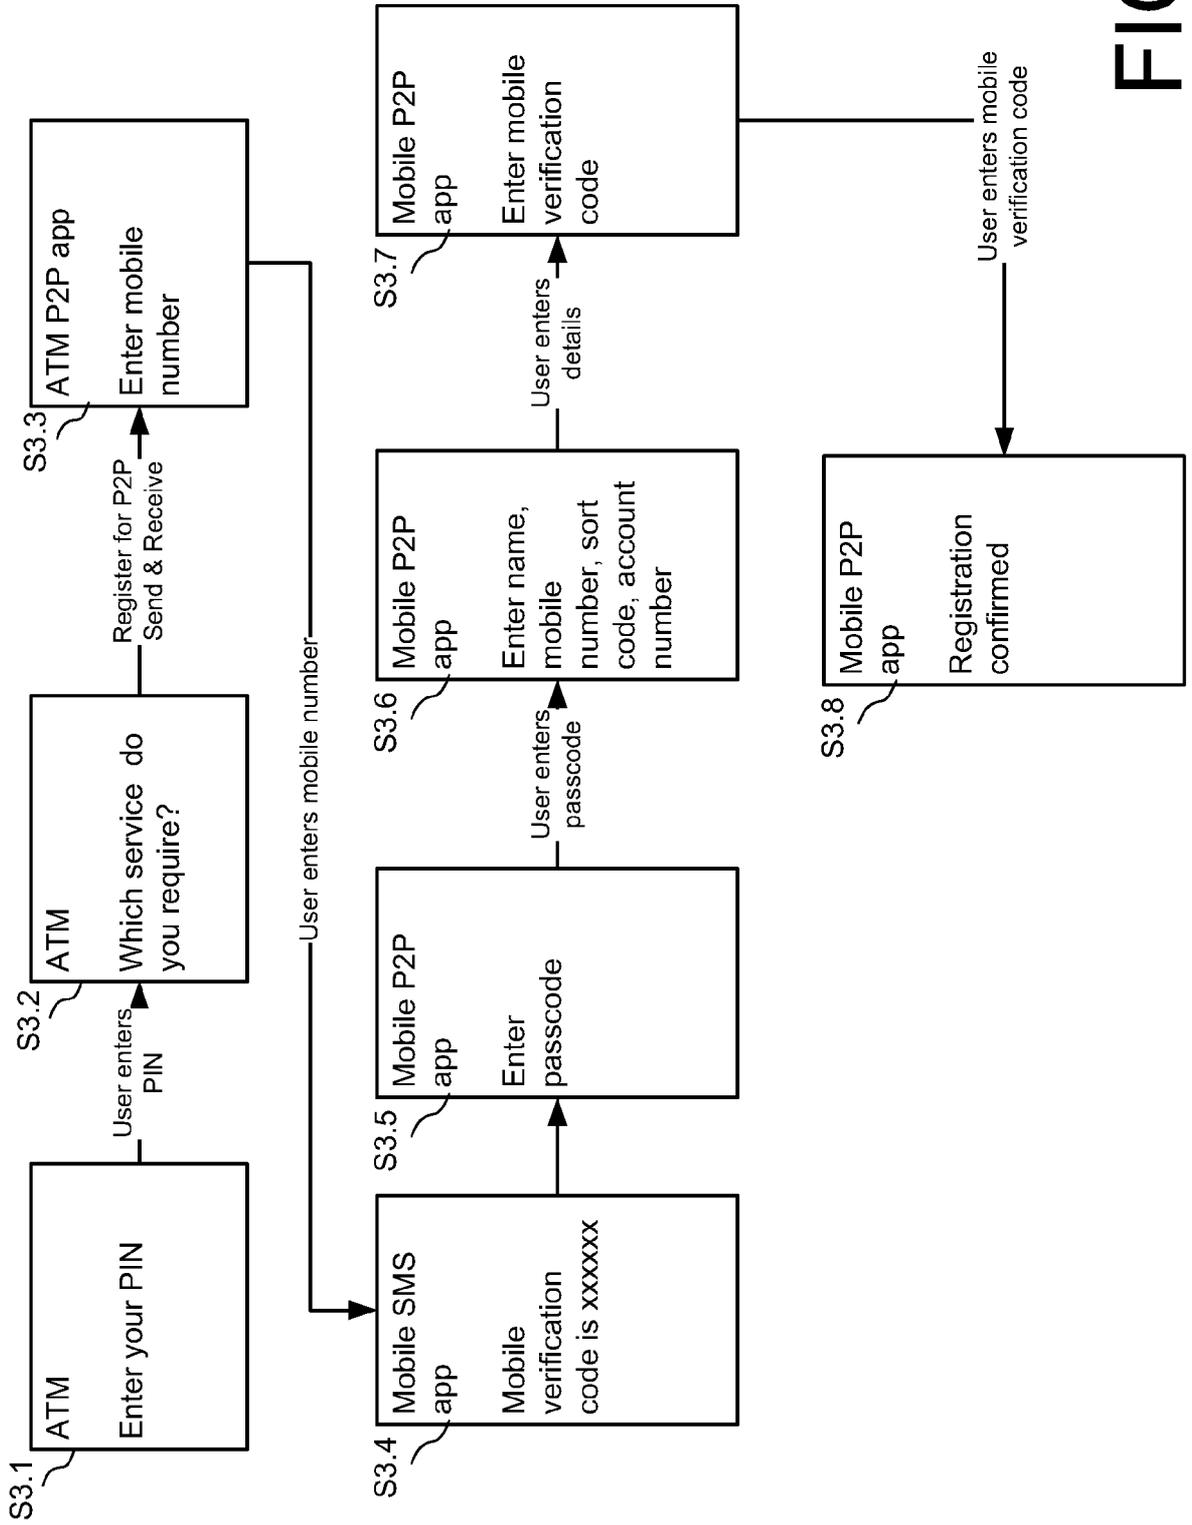 S3.1
ATM
Enter your PIN
User enters
PIN
S3.2
ATM
Which service do
you require?
Register for P2P
Send & Receive
S3.3
ATM P2P app
Enter mobile
number
User enters mobile number
S3.4
Mobile SMS
app
Mobile
verification
code is xxxxxx
S3.5
Mobile P2P
app
Enter
passcode
User enters
passcode
S3.6
Mobile P2P
app
Enter name,
mobile
number, sort
code, account
number
User enters
details
S3.7
Mobile P2P
app
Enter mobile
verification
code
User enters mobile
verification code
S3.8
Mobile P2P
app
Registration
confirmed